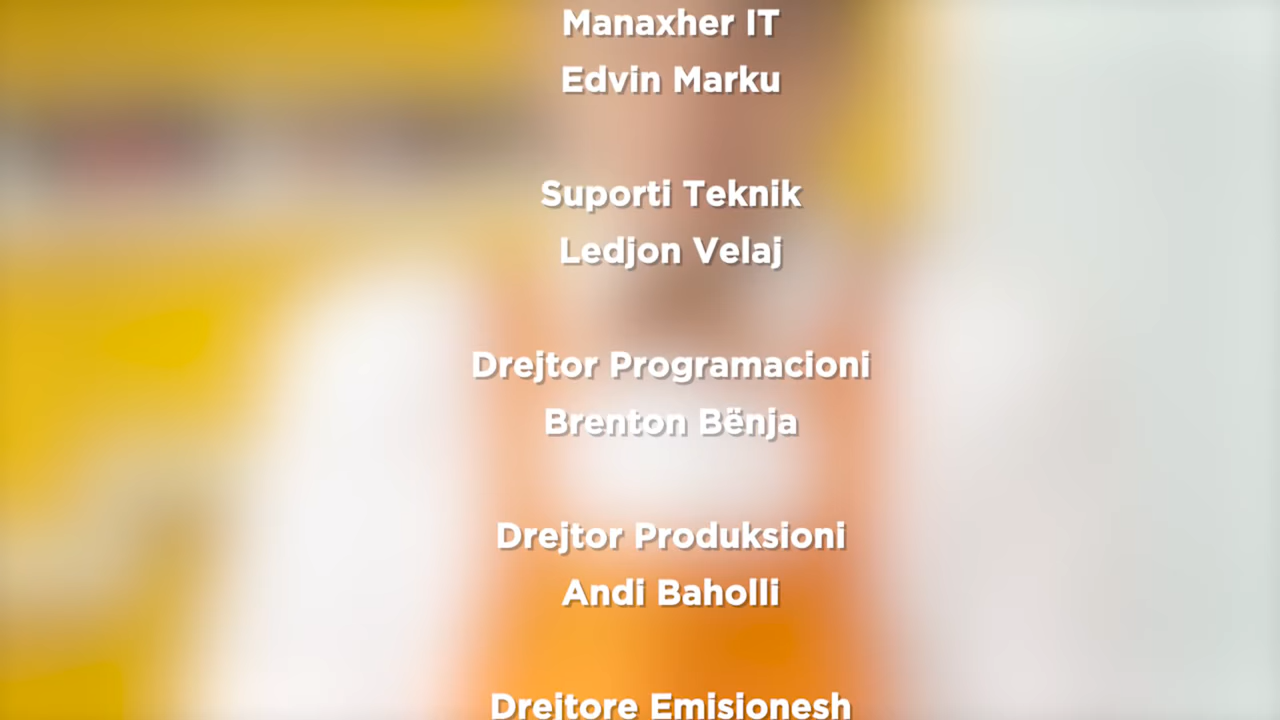 Manaxher IT
Edvin Marku
Suporti Teknik
Ledjon Velaj
Drejtor Programacioni
Brenton Bënja
Drejtor Produksioni
Andi Baholli
Drejtore Emisionesh